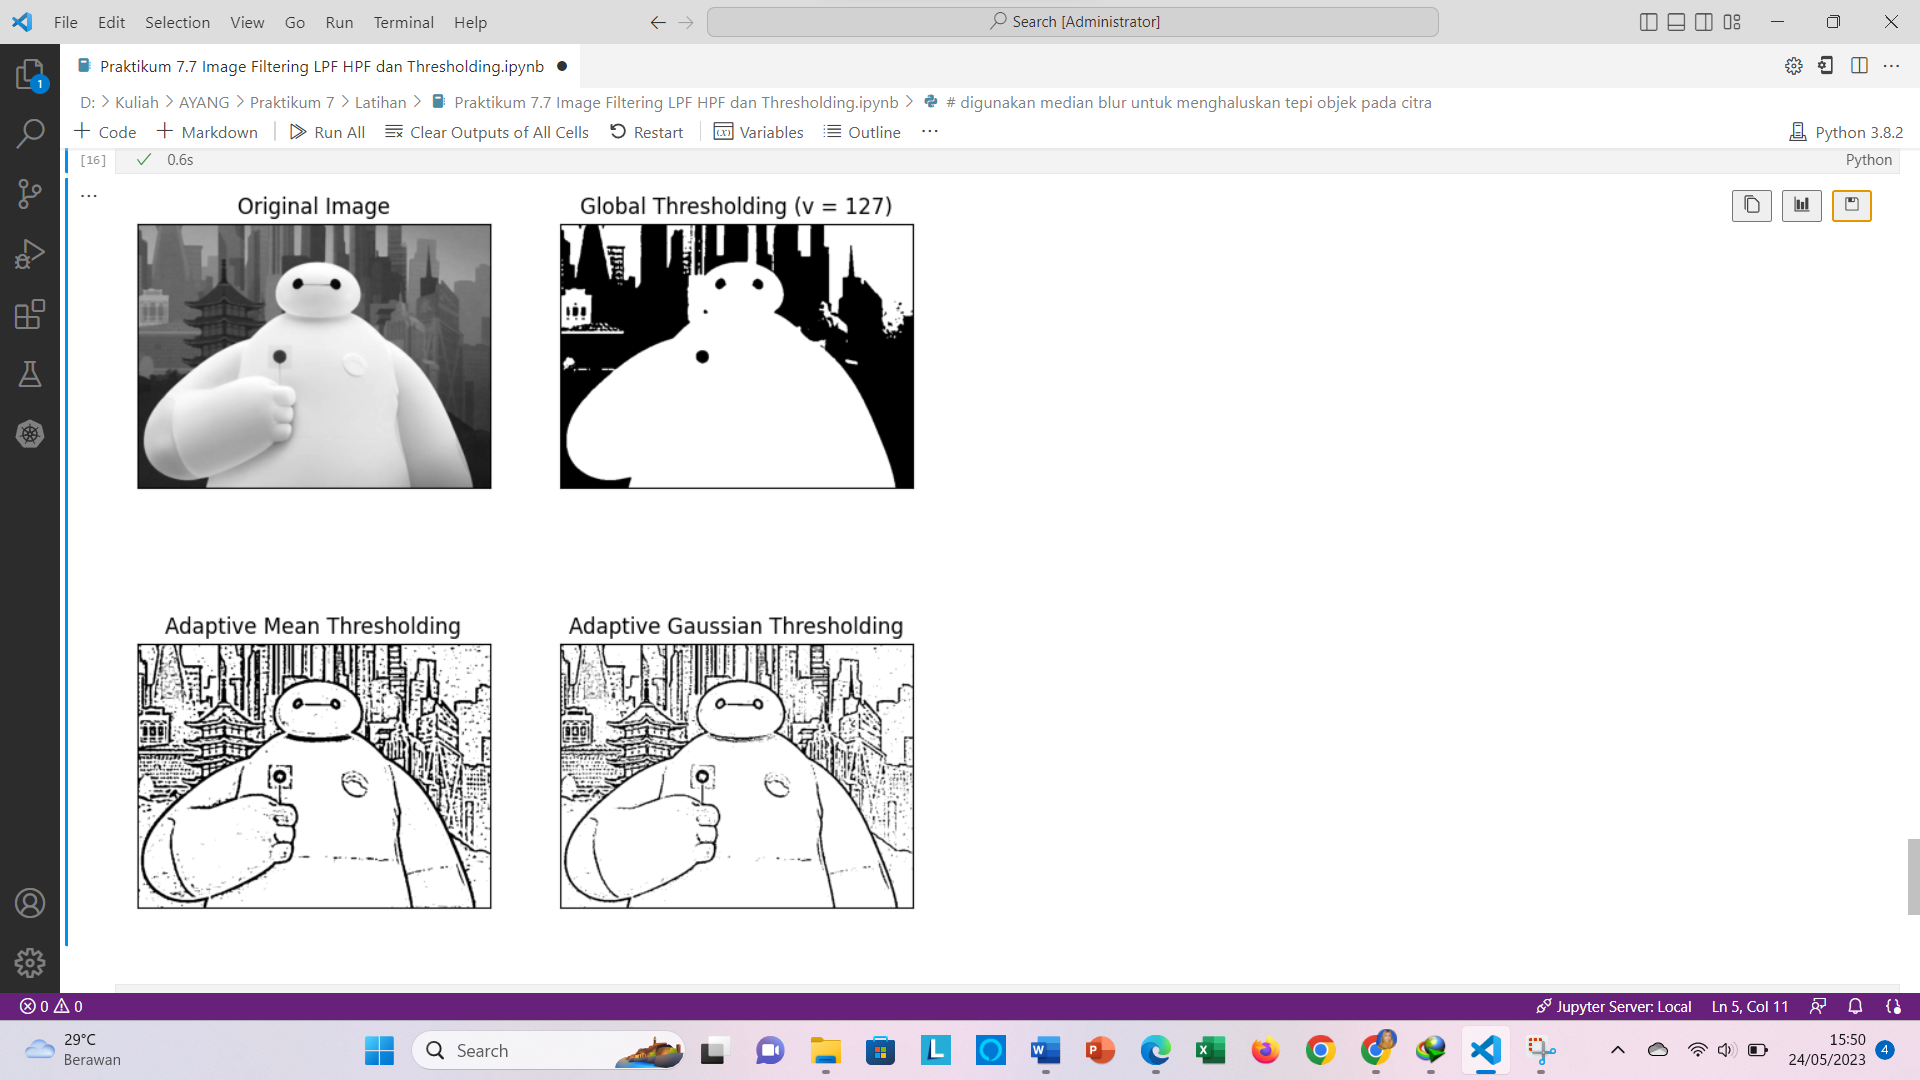 File Edit Selection View Go Run Terminal Help
Search [Administrator]
Praktikum 7.7 Image Filtering LPF HPF dan Thresholding.ipynb
1
D: > Kuliah > AYANG > Praktikum 7 > Latihan > Praktikum 7.7 Image Filtering LPF HPF dan Thresholding.ipynb > # digunakan median blur untuk menghaluskan tepi objek pada citra
+ Code + Markdown Run All Clear Outputs of All Cells Restart Variables Outline ...
Python 3.8.2
[16] 0.6s
Python
Original Image
Global Thresholding (v = 127)
Adaptive Mean Thresholding
Adaptive Gaussian Thresholding
0 0
Jupyter Server: Local Ln 5, Col 11
29°C
Berawan
Search
15:50
24/05/2023
4